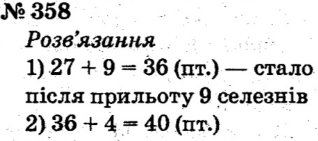 № 358
Розв'язання
1) 27 + 9 = 36 (пт.) — стало
після прильоту 9 селезнів
2) 36 + 4 = 40 (пт.)